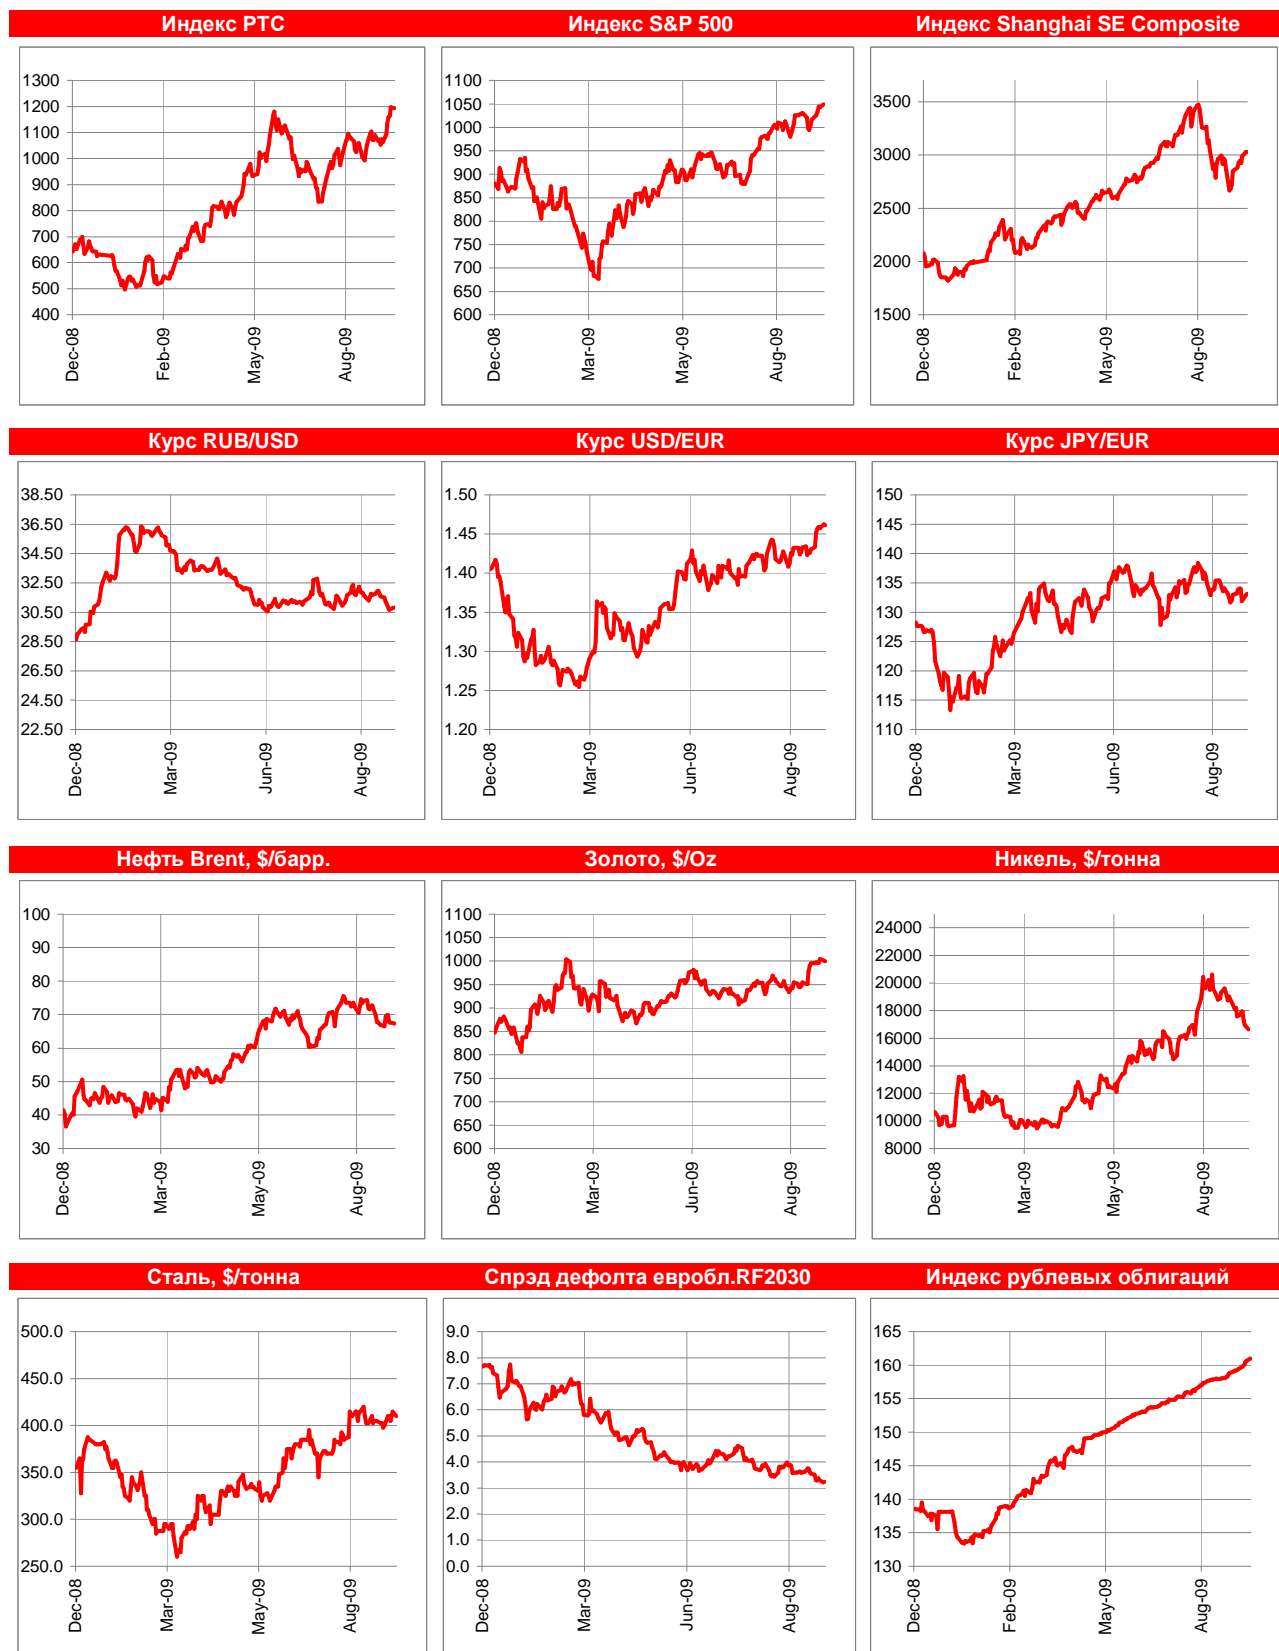 Индекс РТС
1300
1200
1100
1000
900
800
700
600
500
400
Dec-08
Feb-09
May-09
Aug-09
Индекс S&P 500
1100
1050
1000
950
900
850
800
750
700
650
600
Dec-08
Mar-09
May-09
Aug-09
Индекс Shanghai SE Composite
3500
3000
2500
2000
1500
Dec-08
Feb-09
May-09
Aug-09
Курс RUB/USD
38.50
36.50
34.50
32.50
30.50
28.50
26.50
24.50
22.50
Dec-08
Mar-09
Jun-09
Aug-09
Курс USD/EUR
1.50
1.45
1.40
1.35
1.30
1.25
1.20
Dec-08
Mar-09
Jun-09
Aug-09
Курс JPY/EUR
150
145
140
135
130
125
120
115
110
Dec-08
Mar-09
Jun-09
Aug-09
Нефть Brent, $/барр.
100
90
80
70
60
50
40
30
Dec-08
Mar-09
May-09
Aug-09
Золото, $/Oz
1100
1050
1000
950
900
850
800
750
700
650
600
Dec-08
Mar-09
Jun-09
Aug-09
Никель, $/тонна
24000
22000
20000
18000
16000
14000
12000
10000
8000
Dec-08
Mar-09
May-09
Aug-09
Сталь, $/тонна
500.0
450.0
400.0
350.0
300.0
250.0
Dec-08
Mar-09
May-09
Aug-09
Спрэд дефолта евробл.RF2030
9.0
8.0
7.0
6.0
5.0
4.0
3.0
2.0
1.0
0.0
Dec-08
Mar-09
Jun-09
Aug-09
Индекс рублевых облигаций
165
160
155
150
145
140
135
130
Dec-08
Feb-09
May-09
Aug-09